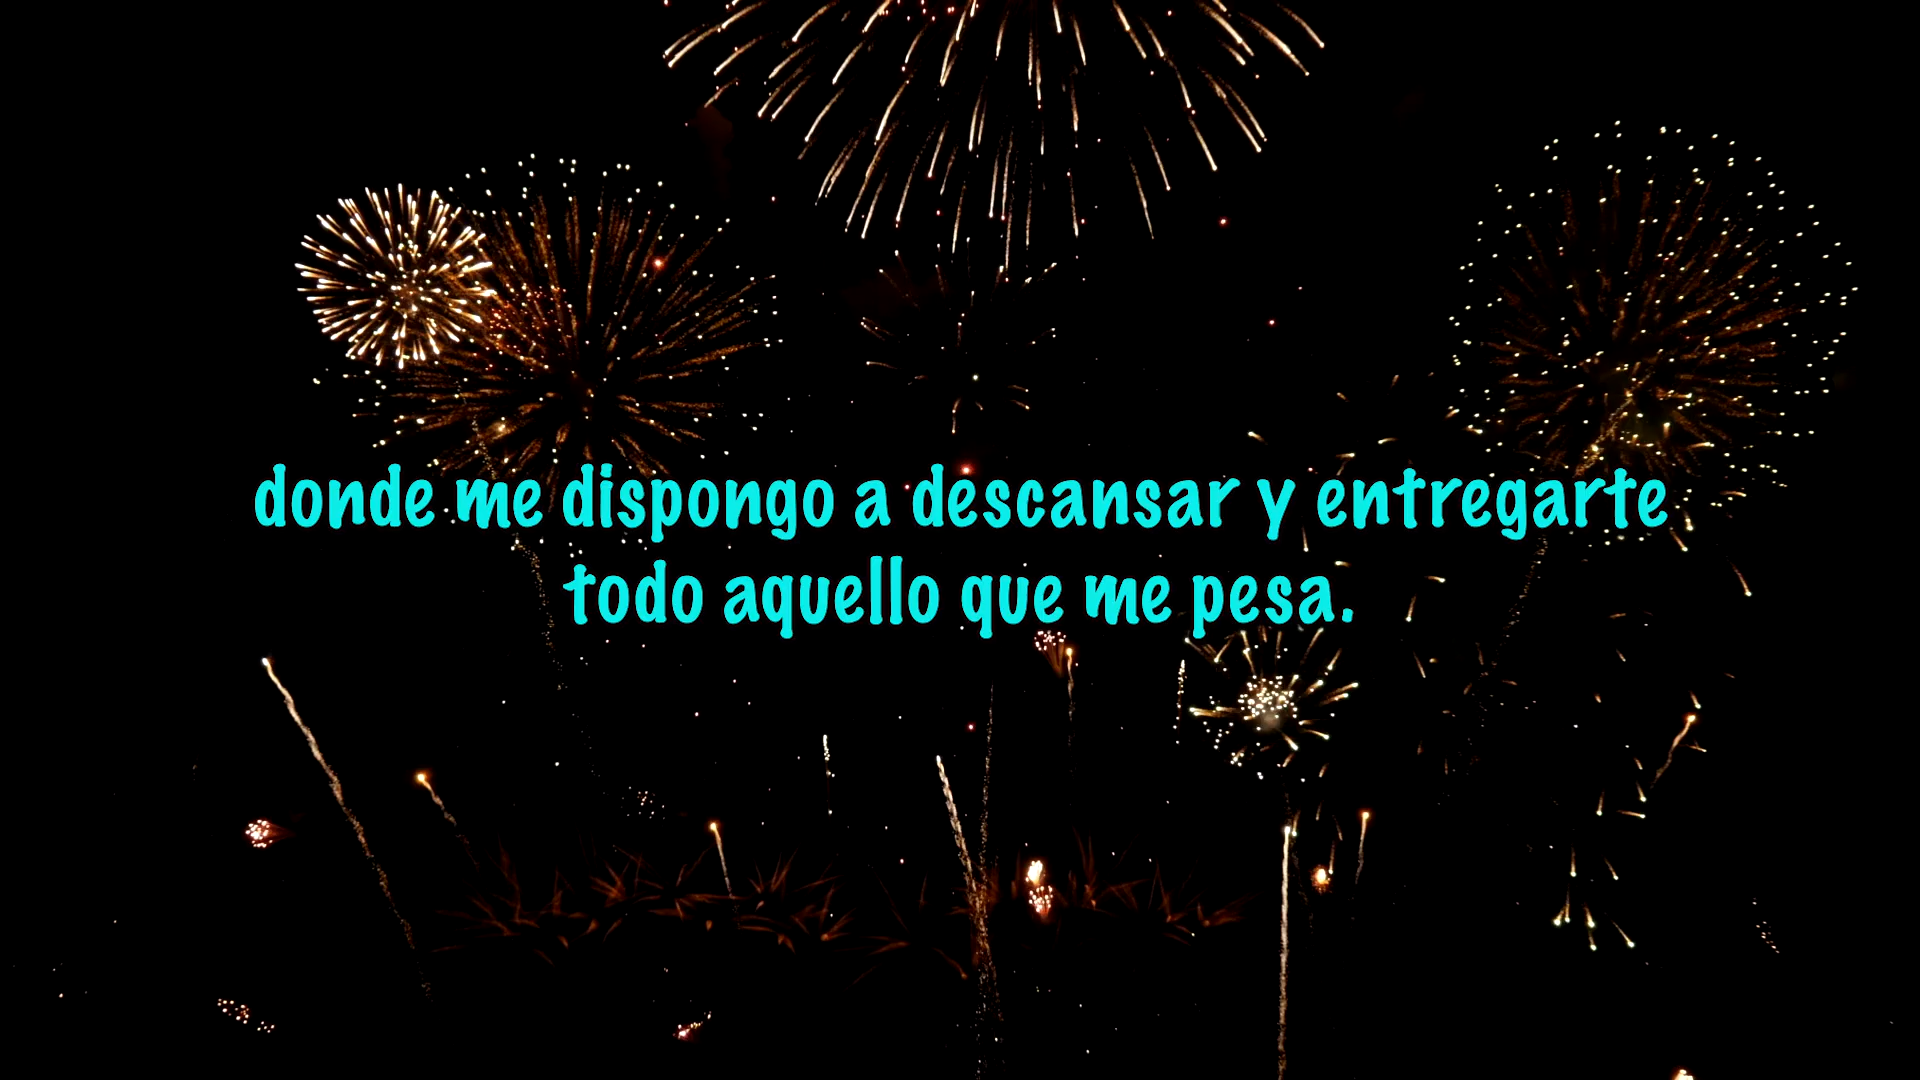 donde me dispongo a descansar y entregarte
todo aquello que me pesa.